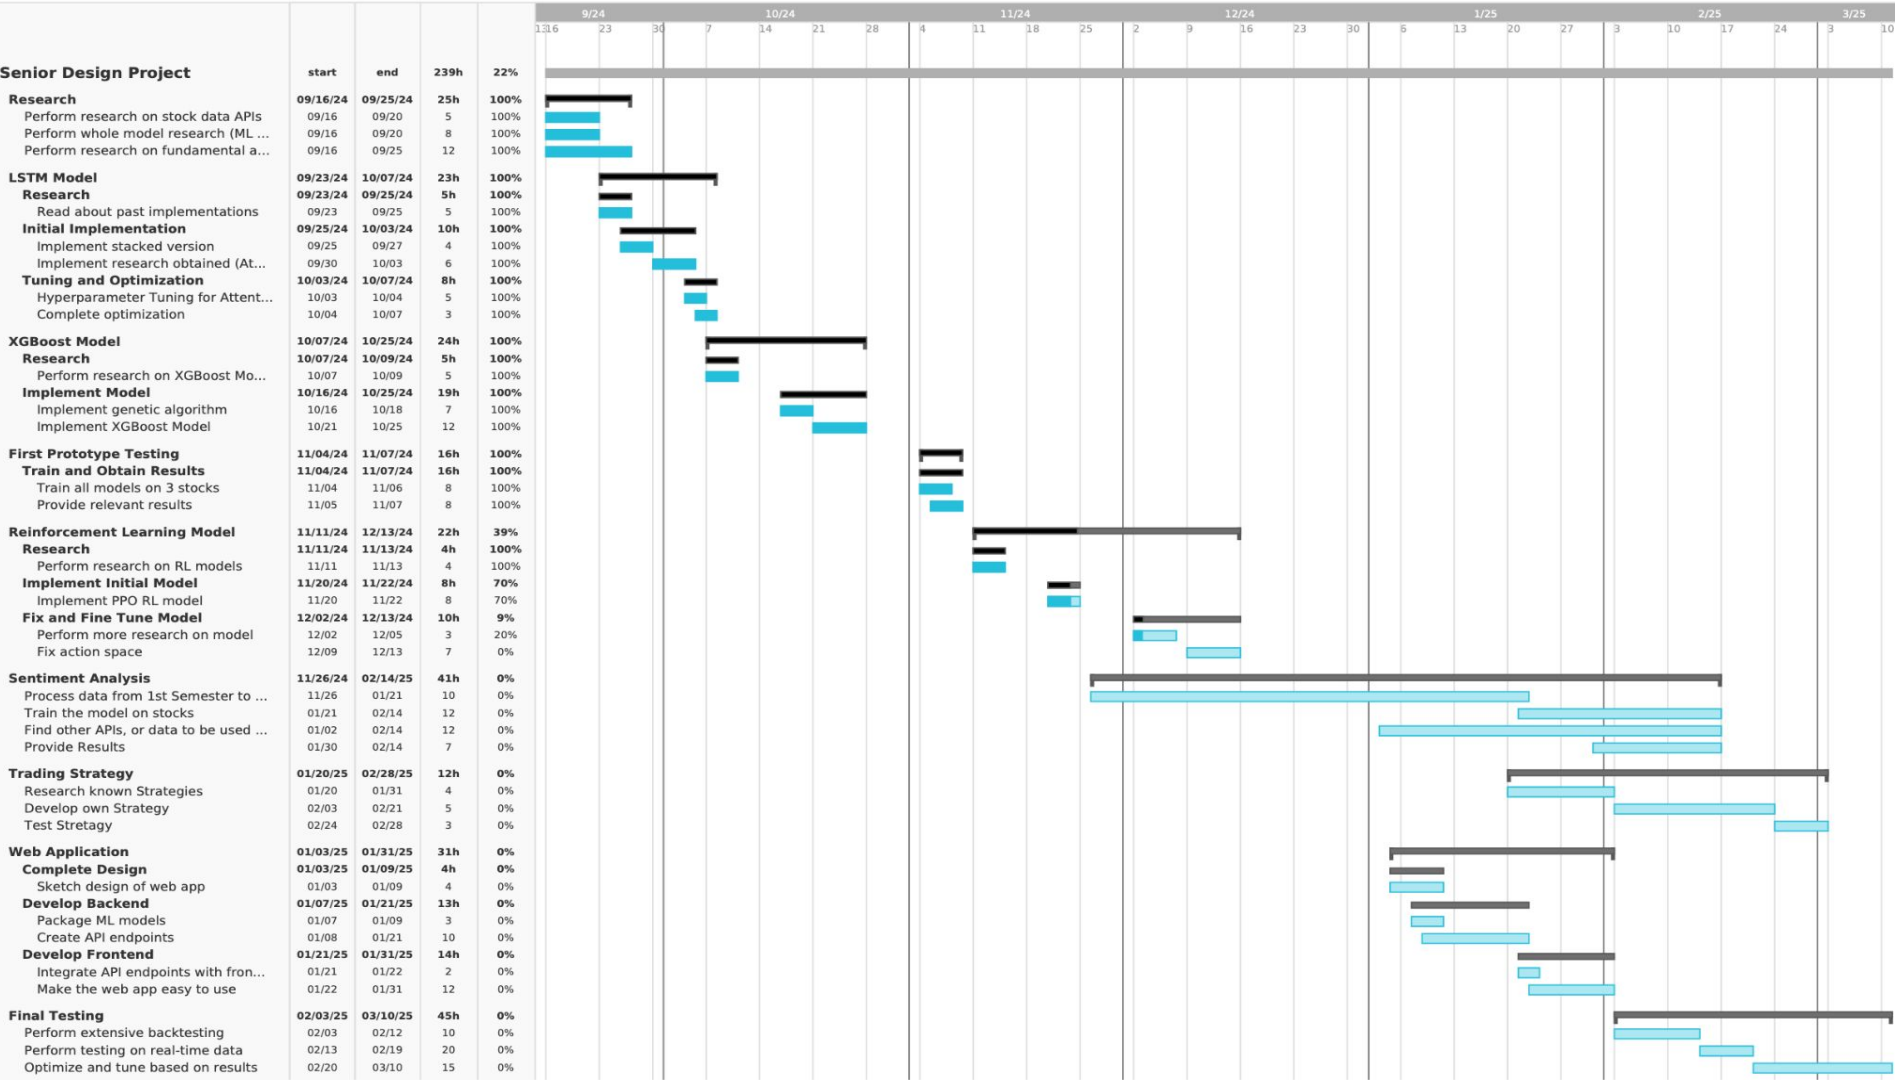 9/24 10/24 11/24 12/24 1/25 2/25 3/25
16 23 30 7 14 21 28 4 11 18 25 2 9 16 23 30 6 13 20 27 3 10 17 24 3 10
Senior Design Project start end 239h 22%
Research 09/16/24 09/25/24 25h 100%
Perform research on stock data APIs 09/16 09/20 5 100%
Perform whole model research (ML ... 09/16 09/20 8 100%
Perform research on fundamental a... 09/16 09/25 12 100%
LSTM Model 09/23/24 10/07/24 23h 100%
Research 09/23/24 09/25/24 5h 100%
Read about past implementations 09/23 09/25 5 100%
Initial Implementation 09/25/24 10/03/24 10h 100%
Implement stacked version 09/25 09/27 4 100%
Implement research obtained (At... 09/30 10/03 6 100%
Tuning and Optimization 10/03/24 10/07/24 8h 100%
Hyperparameter Tuning for Attent... 10/03 10/04 5 100%
Complete optimization 10/04 10/07 3 100%
XGBoost Model 10/07/24 10/25/24 24h 100%
Research 10/07/24 10/09/24 5h 100%
Perform research on XGBoost Mo... 10/07 10/09 5 100%
Implement Model 10/16/24 10/25/24 19h 100%
Implement genetic algorithm 10/16 10/18 7 100%
Implement XGBoost Model 10/21 10/25 12 100%
First Prototype Testing 11/04/24 11/07/24 16h 100%
Train and Obtain Results 11/04/24 11/07/24 16h 100%
Train all models on 3 stocks 11/04 11/06 8 100%
Provide relevant results 11/05 11/07 8 100%
Reinforcement Learning Model 11/11/24 12/13/24 22h 39%
Research 11/11/24 11/13/24 4h 100%
Perform research on RL models 11/11 11/13 4 100%
Implement Initial Model 11/20/24 11/22/24 8h 70%
Implement PPO RL model 11/20 11/22 8 70%
Fix and Fine Tune Model 12/02/24 12/13/24 10h 9%
Perform more research on model 12/02 12/05 3 20%
Fix action space 12/09 12/13 7 0%
Sentiment Analysis 11/26/24 02/14/25 41h 0%
Process data from 1st Semester to ... 11/26 01/21 10 0%
Train the model on stocks 01/21 02/14 12 0%
Find other APIs, or data to be used ... 01/02 02/14 12 0%
Provide Results 01/30 02/14 7 0%
Trading Strategy 01/20/25 02/28/25 12h 0%
Research known Strategies 01/20 01/31 4 0%
Develop own Strategy 02/03 02/21 5 0%
Test Stretagy 02/24 02/28 3 0%
Web Application 01/03/25 01/31/25 31h 0%
Complete Design 01/03/25 01/09/25 4h 0%
Sketch design of web app 01/03 01/09 4 0%
Develop Backend 01/07/25 01/21/25 13h 0%
Package ML models 01/07 01/09 3 0%
Create API endpoints 01/08 01/21 10 0%
Develop Frontend 01/21/25 01/31/25 14h 0%
Integrate API endpoints with fron... 01/21 01/22 2 0%
Make the web app easy to use 01/22 01/31 12 0%
Final Testing 02/03/25 03/10/25 45h 0%
Perform extensive backtesting 02/03 02/12 10 0%
Perform testing on real-time data 02/13 02/19 20 0%
Optimize and tune based on results 02/20 03/10 15 0%